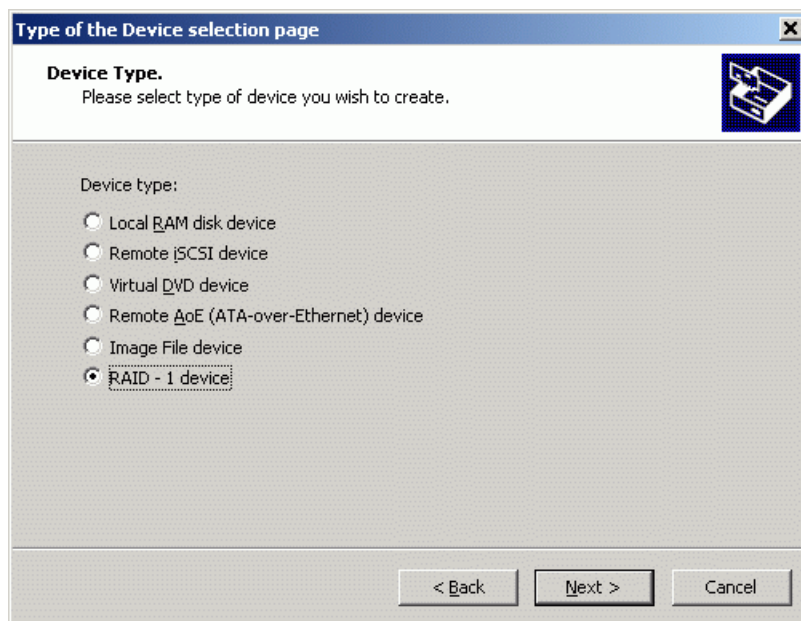 Type of the Device selection page
Device Type.
Please select type of device you wish to create.
Device type:
Local RAM disk device
Remote iSCSI device
Virtual DVD device
Remote AoE (ATA-over-Ethernet) device
Image File device
RAID - 1 device
< Back
Next >
Cancel